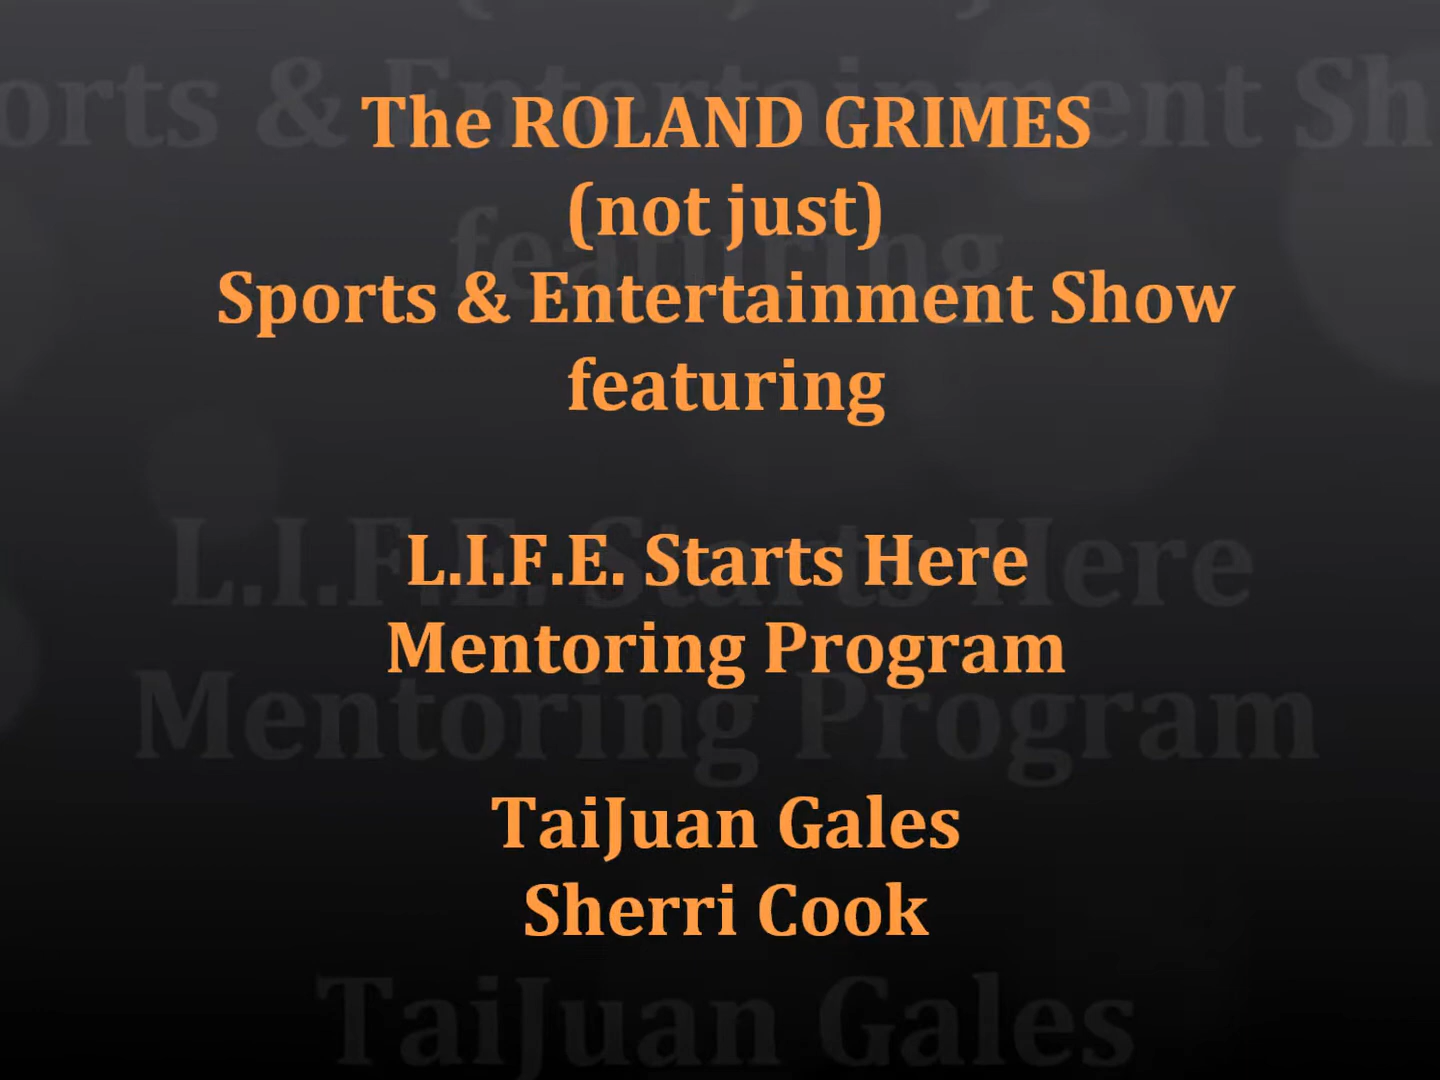 The ROLAND GRIMES
(not just)
Sports & Entertainment Show
featuring
L.I.F.E. Starts Here
Mentoring Program
TaiJuan Gales
Sherri Cook